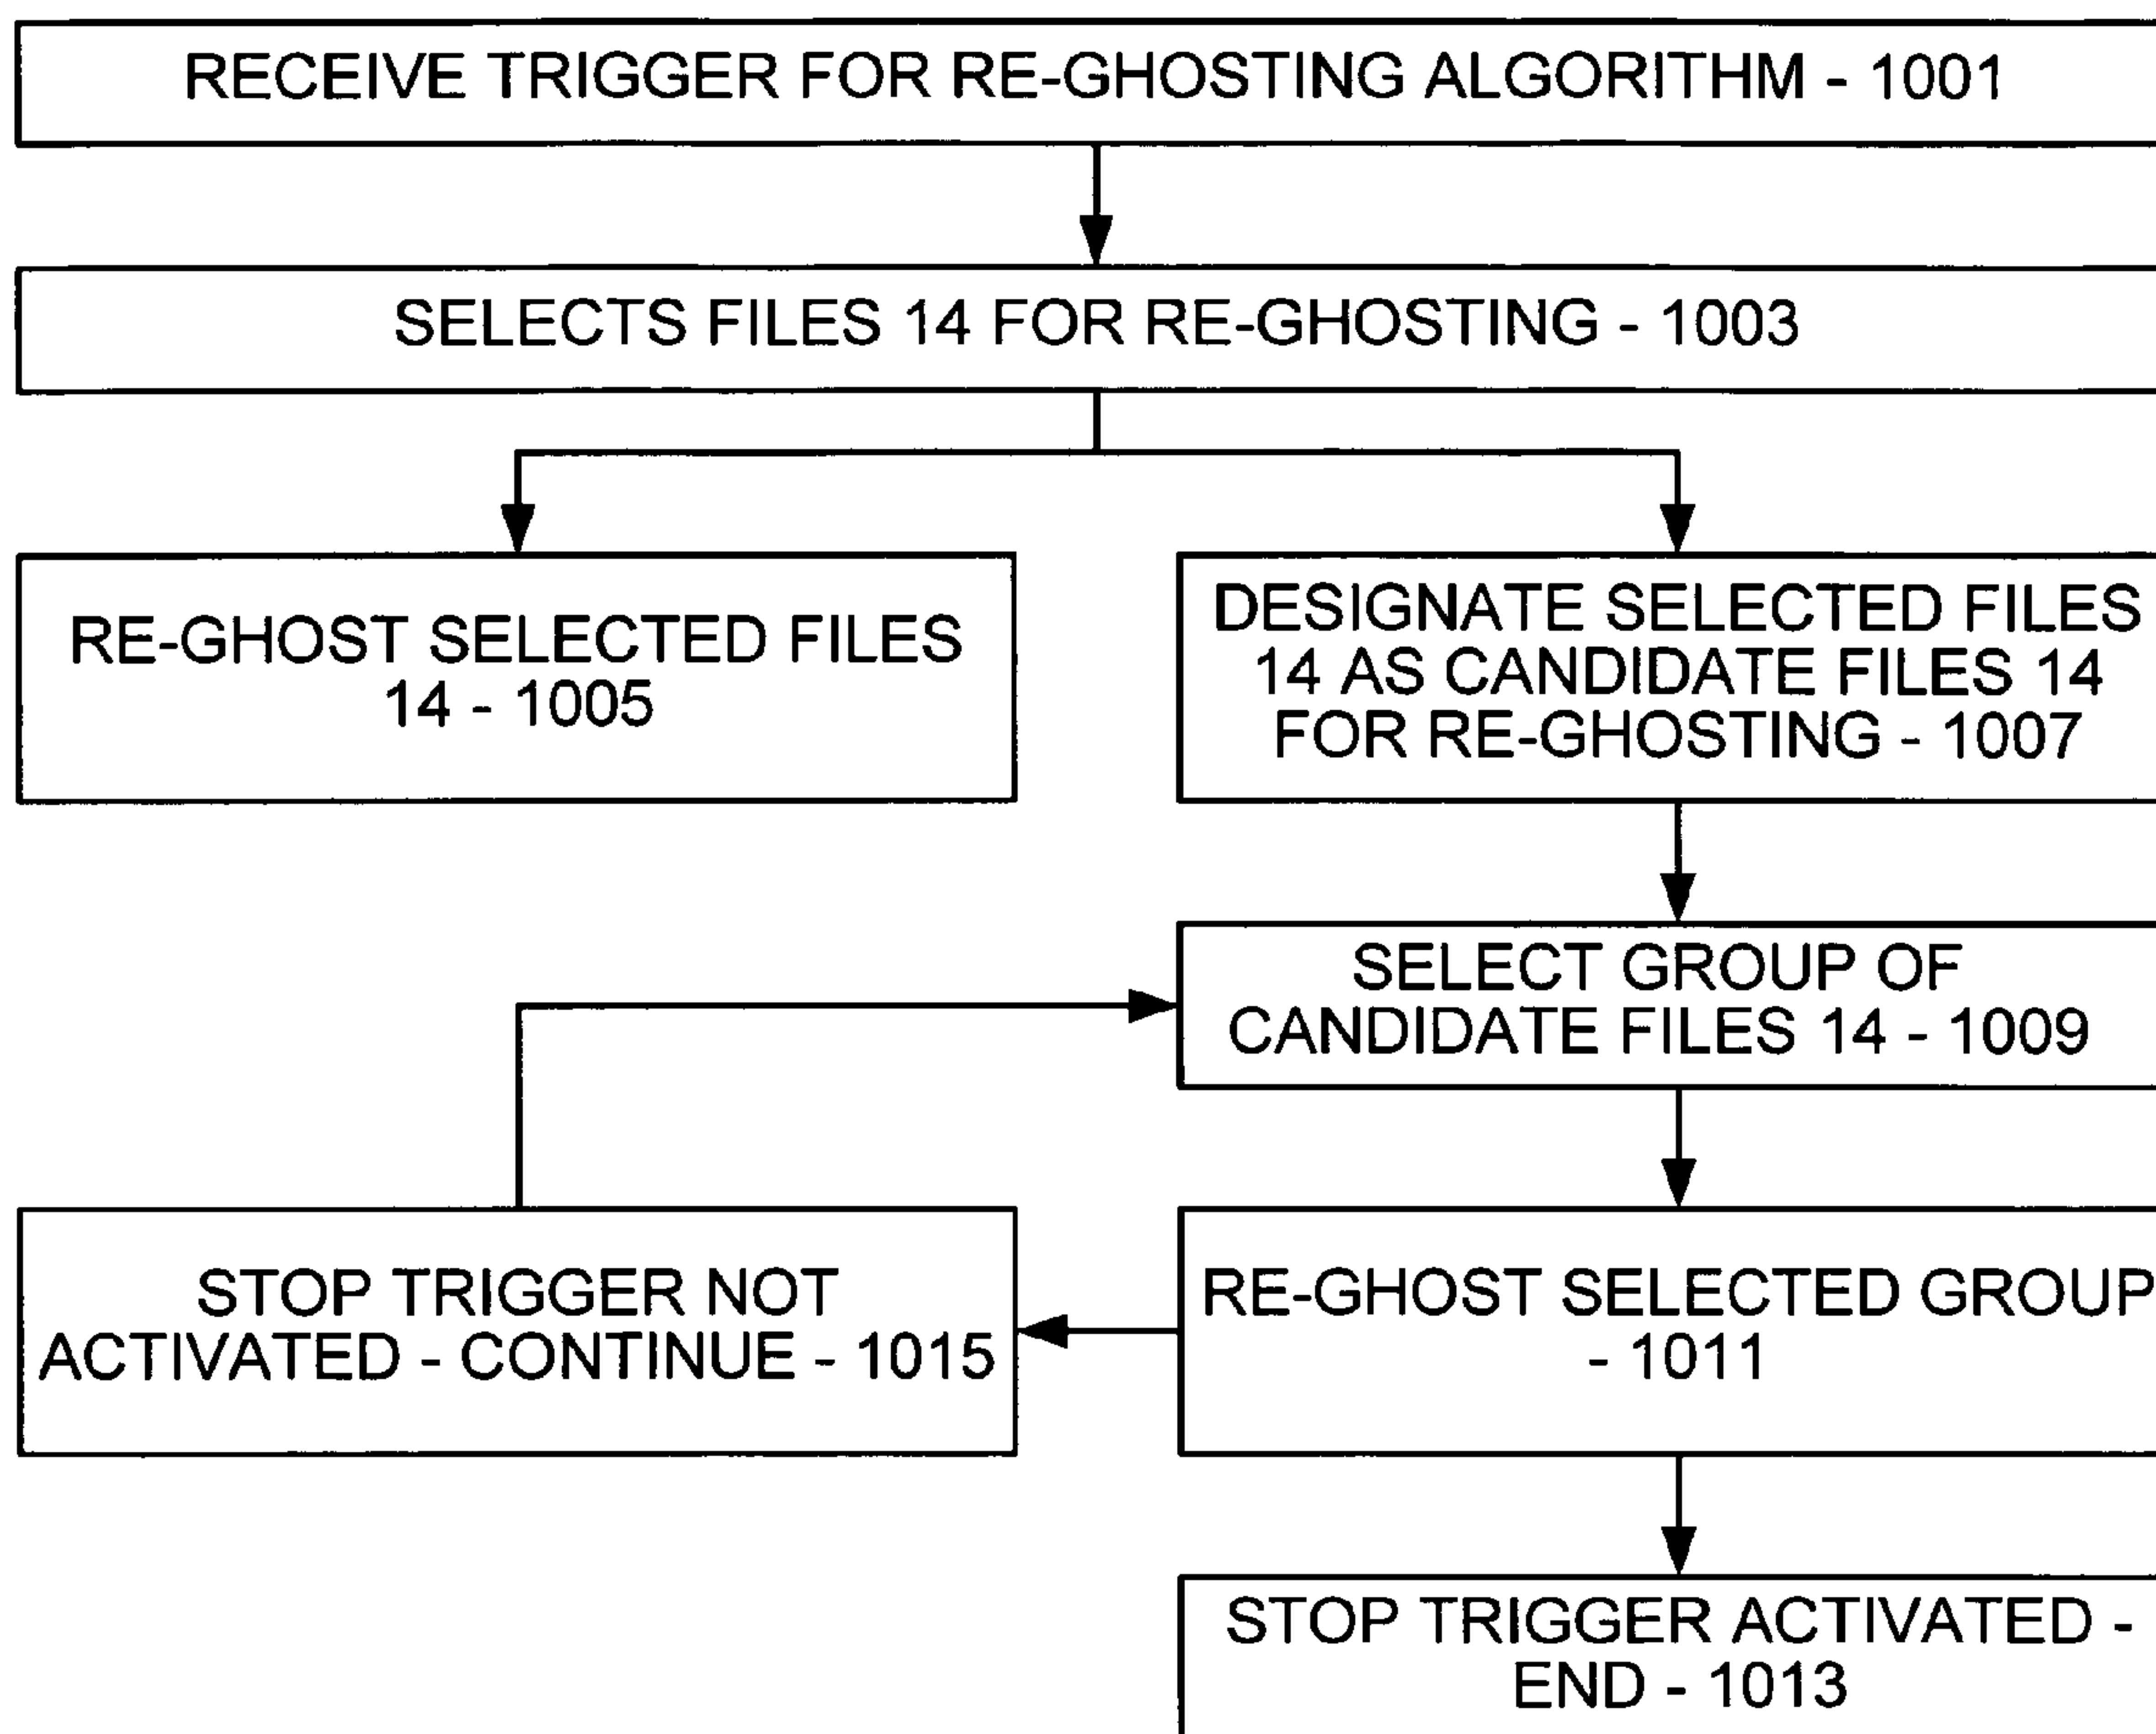 RECEIVE TRIGGER FOR RE-GHOSTING ALGORITHM - 1001
SELECTS FILES 14 FOR RE-GHOSTING - 1003
RE-GHOST SELECTED FILES
14 - 1005
DESIGNATE SELECTED FILES
14 AS CANDIDATE FILES 14
FOR RE-GHOSTING - 1007
SELECT GROUP OF
CANDIDATE FILES 14 - 1009
STOP TRIGGER NOT
ACTIVATED - CONTINUE - 1015
RE-GHOST SELECTED GROUP
- 1011
STOP TRIGGER ACTIVATED -
END - 1013